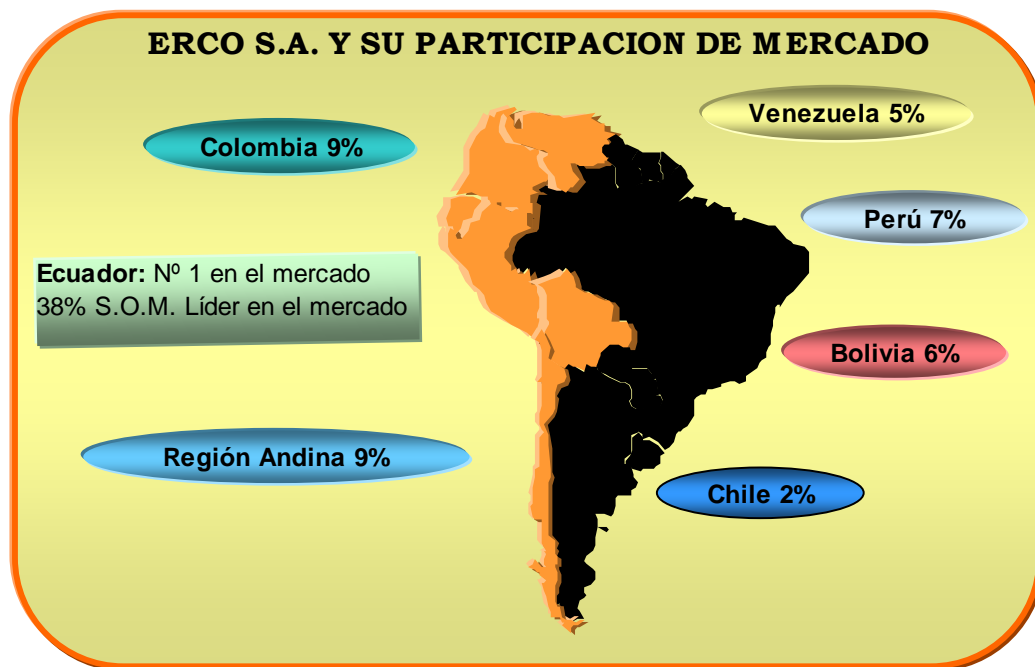 ERCO S.A. Y SU PARTICIPACION DE MERCADO
Venezuela 5%
Colombia 9%
Perú 7%
Ecuador: Nº 1 en el mercado
38% S.O.M. Líder en el mercado
Bolivia 6%
Región Andina 9%
Chile 2%